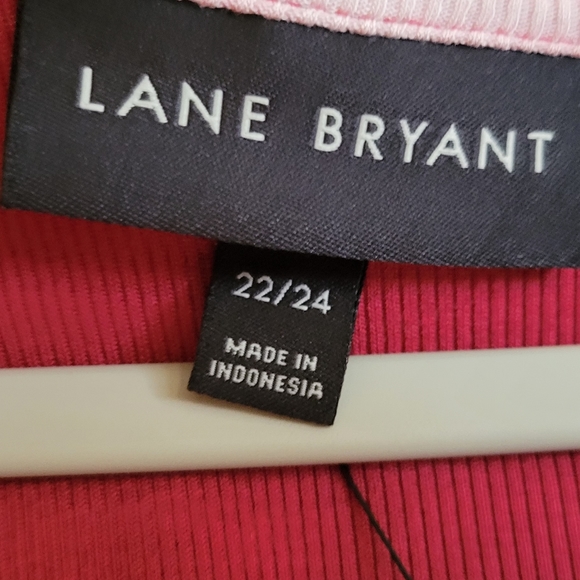 LANE BRYANT
22/24
MADE IN
INDONESIA